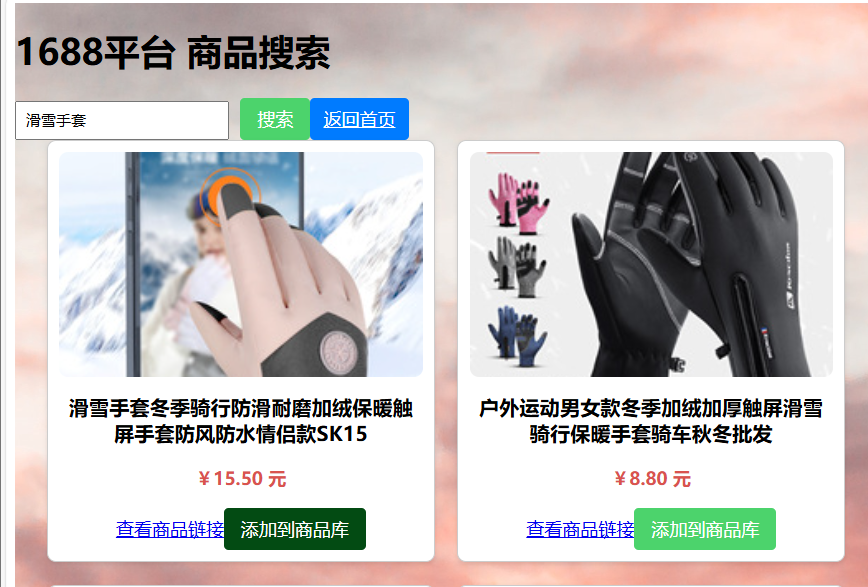 1688平台 商品搜索
滑雪手套
搜索
返回首页
滑雪手套冬季骑行防滑耐磨加绒保暖触
屏手套防风防水情侣款SK15
￥15.50 元
查看商品链接
添加到商品库
户外运动男女款冬季加绒加厚触屏滑雪
骑行保暖手套骑车秋冬批发
￥8.80 元
查看商品链接
添加到商品库